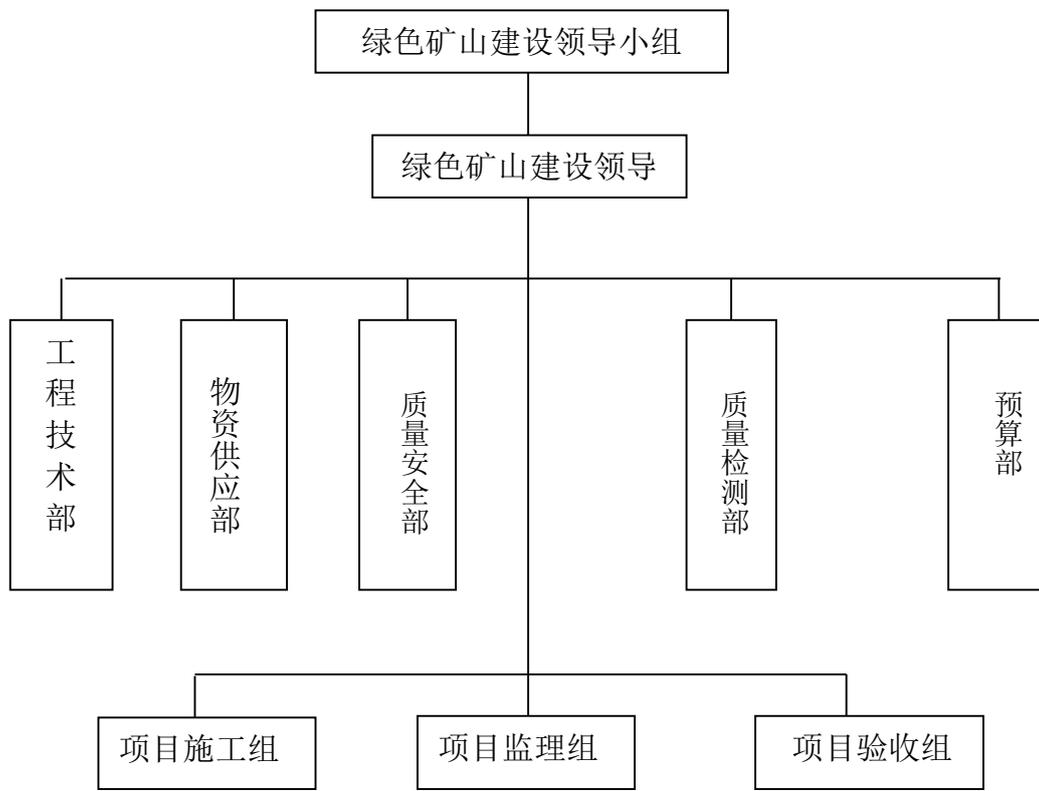 绿色矿山建设领导小组
绿色矿山建设领导
工程技术部
物资供应部
质量安全部
质量检测部
预算部
项目施工组
项目监理组
项目验收组